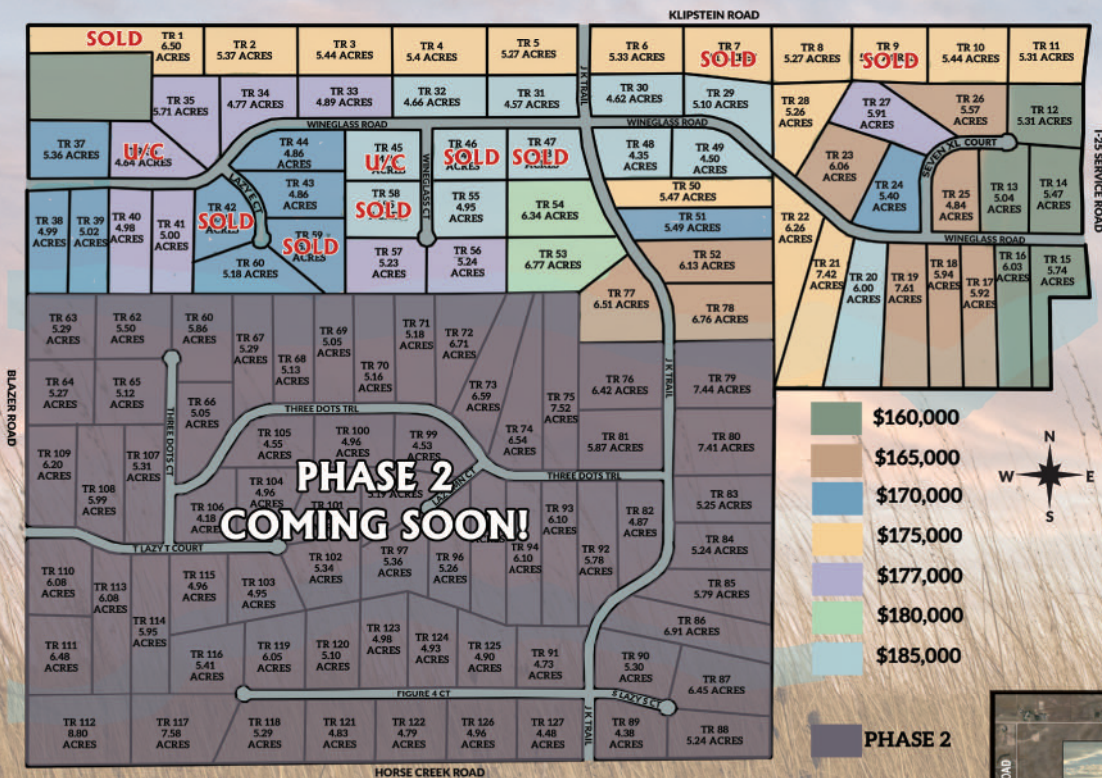 KLIPSTEIN ROAD
SOLD
TR 1
6.50
ACRES
TR 2
5.37 ACRES
TR 3
5.44 ACRES
TR 4
5.4 ACRES
TR 5
5.27 ACRES
TR 6
5.33 ACRES
TR 7
SOLD
TR 8
5.27 ACRES
TR 9
SOLD
TR 10
5.44 ACRES
TR 11
5.31 ACRES
J K TRAIL
TR 35
5.71 ACRES
TR 34
4.77 ACRES
TR 33
4.89 ACRES
TR 32
4.66 ACRES
TR 31
4.57 ACRES
TR 30
4.62 ACRES
TR 29
5.10 ACRES
TR 28
5.26
ACRES
TR 27
5.91
ACRES
TR 26
5.57
ACRES
TR 12
5.31 ACRES
WINEGLASS ROAD
WINEGLASS ROAD
I-25 SERVICE ROAD
TR 37
5.36 ACRES
U/C
4.64 ACRES
TR 44
4.86
ACRES
TR 45
U/C
ACRES
WINEGLASS CT
TR 46
SOLD
ACRES
TR 47
SOLD
ACRES
TR 48
4.35
ACRES
TR 49
4.50
ACRES
TR 23
6.06
ACRES
SEVEN XL COURT
TR 24
5.40
ACRES
TR 25
4.84
ACRES
TR 13
5.04
ACRES
TR 14
5.47
ACRES
LAZY E CT
TR 43
4.86
ACRES
TR 58
SOLD
ACRES
TR 55
4.95
ACRES
TR 54
6.34 ACRES
TR 50
5.47 ACRES
TR 51
5.49 ACRES
TR 38
4.99
ACRES
TR 39
5.02
ACRES
TR 40
4.98
ACRES
TR 41
5.00
ACRES
TR 42
SOLD
ACRES
TR 59
SOLD
ACRES
TR 60
5.18 ACRES
TR 57
5.23
ACRES
TR 56
5.24
ACRES
TR 53
6.77 ACRES
TR 52
6.13 ACRES
TR 22
6.26
ACRES
WINEGLASS ROAD
TR 21
7.42
ACRES
TR 20
6.00
ACRES
TR 19
7.61
ACRES
TR 18
5.94
ACRES
TR 17
5.92
ACRES
TR 16
6.03
ACRES
TR 15
5.74
ACRES
TR 77
6.51 ACRES
TR 78
6.76 ACRES
TR 63
5.29
ACRES
TR 62
5.50
ACRES
TR 60
5.86
ACRES
TR 67
5.29
ACRES
TR 68
5.13
ACRES
TR 69
5.05
ACRES
TR 70
5.16
ACRES
TR 71
5.18
ACRES
TR 72
6.71
ACRES
TR 73
6.59
ACRES
TR 74
6.54
ACRES
TR 75
7.52
ACRES
TR 76
6.42 ACRES
J K TRAIL
TR 79
7.44 ACRES
BLAZER ROAD
TR 64
5.27
ACRES
TR 65
5.12
ACRES
TR 66
5.05
ACRES
THREE DOTS CT
THREE DOTS TRL
TR 105
4.55
ACRES
TR 100
4.96
ACRES
TR 99
4.53
ACRES
TR 81
5.87 ACRES
TR 80
7.41 ACRES
TR 109
6.20
ACRES
TR 108
5.99
ACRES
TR 107
5.31
ACRES
TR 106
4.18
ACRES
TR 104
4.96
ACRES
TR 101
5.19 ACRES
THREE DOTS TRL
PHASE 2
COMING SOON!
TR 93
6.10
ACRES
TR 82
4.87
ACRES
TR 83
5.25 ACRES
T LAZY T COURT
TR 102
5.34
ACRES
TR 97
5.36
ACRES
TR 96
5.26
ACRES
TR 94
6.10
ACRES
TR 92
5.78
ACRES
TR 84
5.24 ACRES
TR 110
6.08
ACRES
TR 113
6.08
ACRES
TR 115
4.96
ACRES
TR 103
4.95
ACRES
TR 85
5.79 ACRES
TR 111
6.48
ACRES
TR 114
5.95
ACRES
TR 116
5.41
ACRES
TR 119
6.05
ACRES
TR 120
5.10
ACRES
TR 123
4.98
ACRES
TR 124
4.93
ACRES
TR 125
4.90
ACRES
TR 91
4.73
ACRES
TR 86
6.91 ACRES
TR 90
5.30
ACRES
TR 87
6.45 ACRES
FIGURE 4 CT
S LAZY S CT
TR 112
8.80
ACRES
TR 117
7.58
ACRES
TR 118
5.29
ACRES
TR 121
4.83
ACRES
TR 122
4.79
ACRES
TR 126
4.96
ACRES
TR 127
4.48
ACRES
J K TRAIL
TR 89
4.38
ACRES
TR 88
5.24 ACRES
HORSE CREEK ROAD
$160,000
$165,000
$170,000
$175,000
$177,000
$180,000
$185,000
PHASE 2
N
W
E
S
ROAD